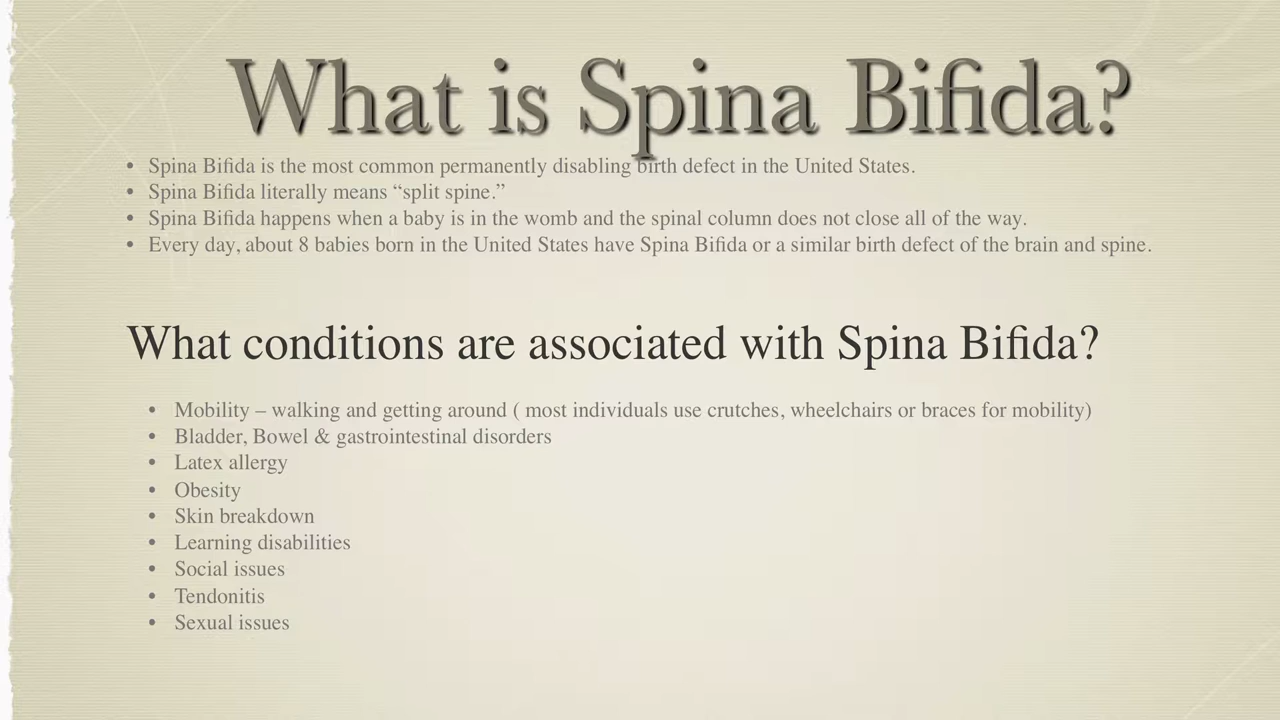 What is Spina Bifida?
• Spina Bifida is the most common permanently disabling birth defect in the United States.
• Spina Bifida literally means “split spine.”
• Spina Bifida happens when a baby is in the womb and the spinal column does not close all of the way.
• Every day, about 8 babies born in the United States have Spina Bifida or a similar birth defect of the brain and spine.
What conditions are associated with Spina Bifida?
• Mobility – walking and getting around ( most individuals use crutches, wheelchairs or braces for mobility)
• Bladder, Bowel & gastrointestinal disorders
• Latex allergy
• Obesity
• Skin breakdown
• Learning disabilities
• Social issues
• Tendonitis
• Sexual issues